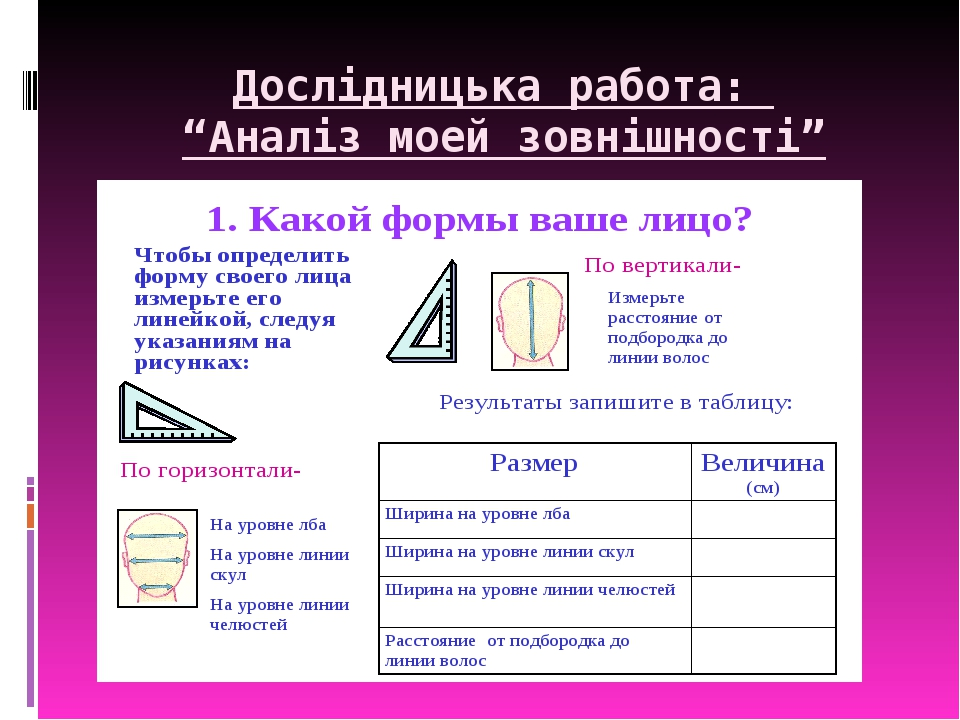 Дослідницька работа:
“Аналіз моей зовнішності”
1. Какой формы ваше лицо?
Чтобы определить
форму своего лица
измерьте его
линейкой, следуя
указаниям на
рисунках:
По вертикали-
Измерьте
расстояние от
подбородка до
линии волос
Результаты запишите в таблицу:
По горизонтали-
На уровне лба
На уровне линии
скул
На уровне линии
челюстей
Размер
Величина
(см)
Ширина на уровне лба
Ширина на уровне линии скул
Ширина на уровне линии челюстей
Расстояние от подбородка до
линии волос